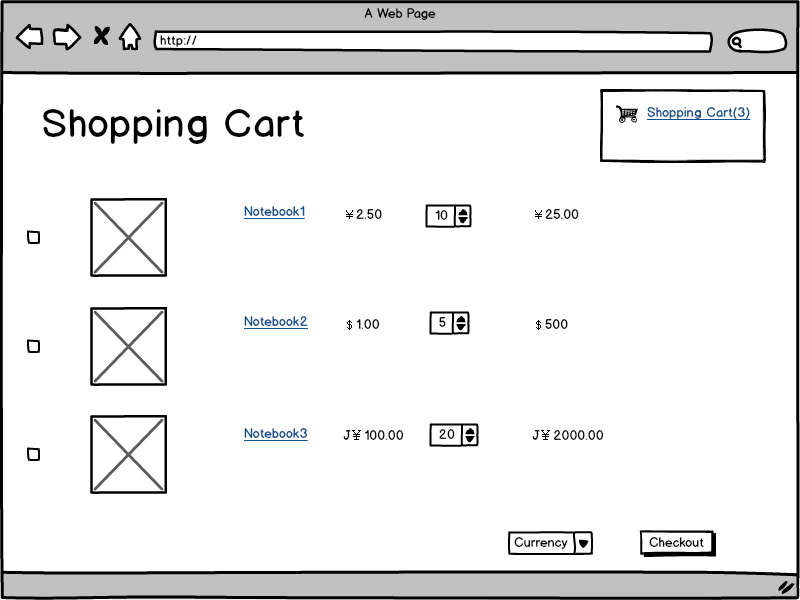 A Web Page
http://
Shopping Cart
Shopping Cart(3)
Notebook1 ¥ 2.50 10 ¥ 25.00
Notebook2 $ 1.00 5 $ 500
Notebook3 J¥ 100.00 20 J¥ 2000.00
Currency Checkout